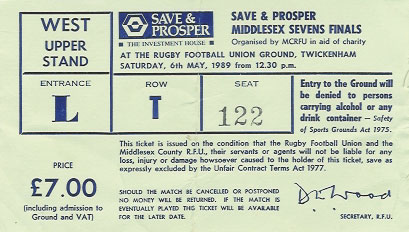 WEST
UPPER
STAND
SAVE &
PROSPER
THE INVESTMENT HOUSE
SAVE & PROSPER
MIDDLESEX SEVENS FINALS
Organised by MCRFU in aid of charity
AT THE RUGBY FOOTBALL UNION GROUND, TWICKENHAM
SATURDAY, 6th MAY, 1989 from 12.30 p.m.
ENTRANCE
L
ROW
T
SEAT
122
Entry to the Ground will
be denied to persons
carrying alcohol or any
drink container – Safety
of Sports Grounds Act 1975.
This ticket is issued on the condition that the Rugby Football Union and the
Middlesex County R.F.U., their servants or agents will not be liable for any
loss, injury or damage howsoever caused to the holder of this ticket, save as
expressly excluded by the Unfair Contract Terms Act 1977.
PRICE
£7.00
(including admission to
Ground and VAT)
SHOULD THE MATCH BE CANCELLED OR POSTPONED
NO MONEY WILL BE RETURNED. IF THE MATCH IS
EVENTUALLY PLAYED THIS TICKET WILL BE AVAILABLE
FOR THE LATER DATE.
D E Wood
SECRETARY, R.F.U.